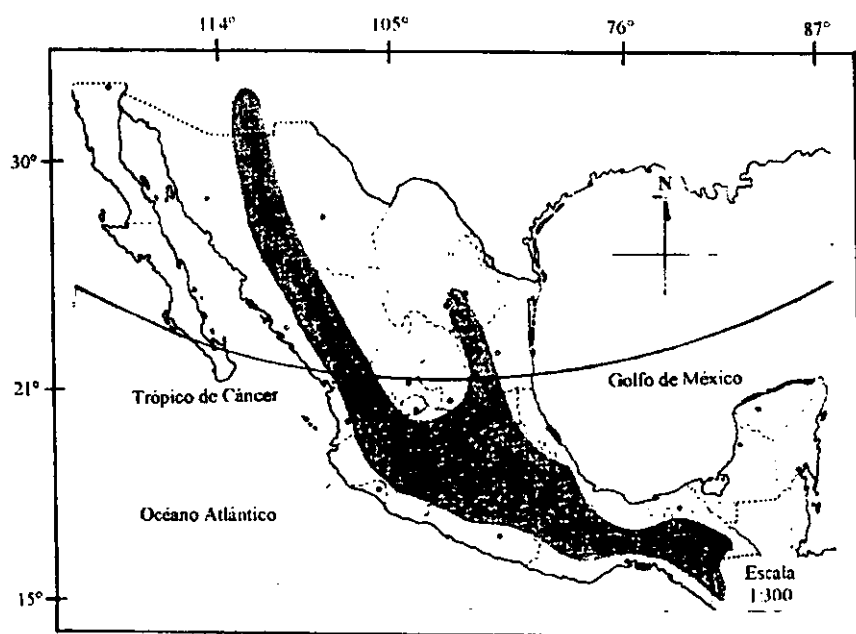 114°
105°
76°
87°
30°
N
21°
Trópico de Cáncer
Golfo de México
Océano Atlántico
Escala
1:300
15°